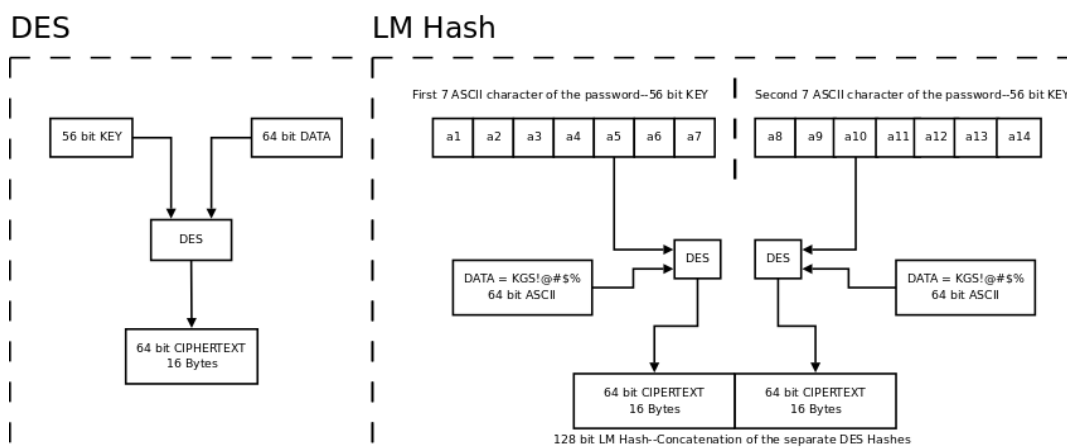 DES
LM Hash
First 7 ASCII character of the password--56 bit KEY
Second 7 ASCII character of the password--56 bit KEY
56 bit KEY
64 bit DATA
a1
a2
a3
a4
a5
a6
a7
a8
a9
a10
a11
a12
a13
a14
DES
DES
DES
DATA = KGS!@#$%
64 bit ASCII
DATA = KGS!@#$%
64 bit ASCII
64 bit CIPHERTEXT
16 Bytes
64 bit CIPERTEXT
16 Bytes
64 bit CIPERTEXT
16 Bytes
128 bit LM Hash--Concatenation of the separate DES Hashes